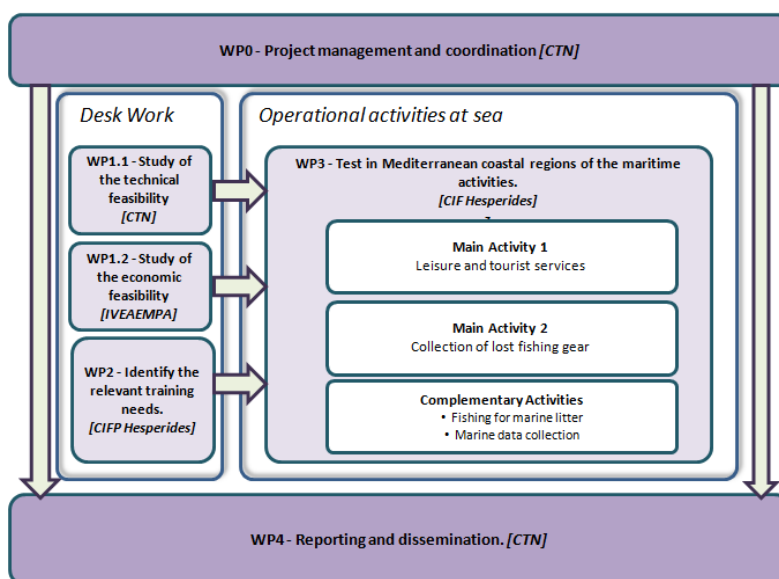 WP0 - Project management and coordination [CTN]
Desk Work
Operational activities at sea
WP1.1 - Study of
the technical
feasibility
[CTN]
WP1.2 - Study of
the economic
feasibility
[IVEAEMPA]
WP2 - Identify the
relevant training
needs.
[CIFP Hesperides]
WP3 - Test in Mediterranean coastal regions of the maritime
activities.
[CIF Hesperides]
Main Activity 1
Leisure and tourist services
Main Activity 2
Collection of lost fishing gear
Complementary Activities
• Fishing for marine litter
• Marine data collection
WP4 - Reporting and dissemination. [CTN]